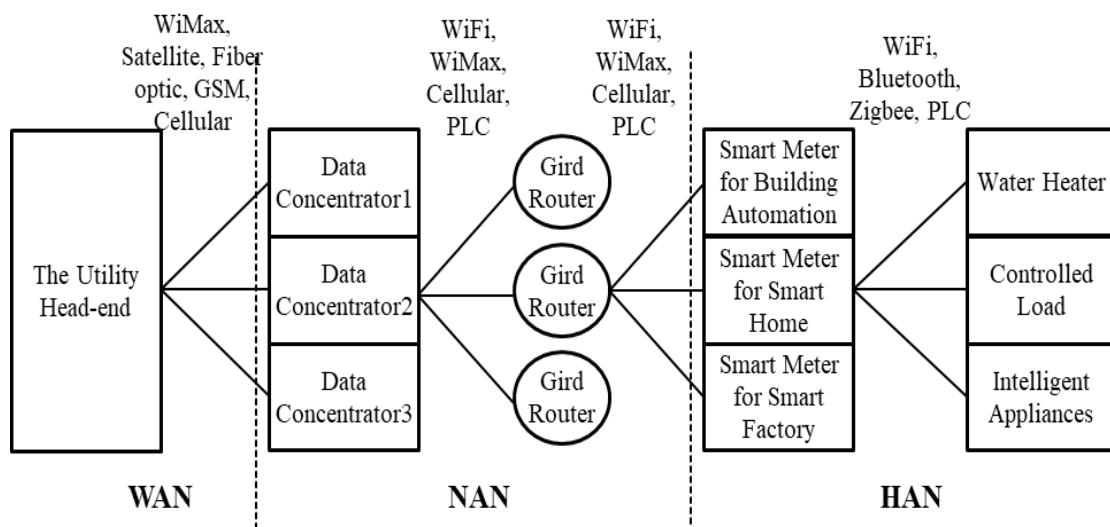 WiMax,
Satellite, Fiber
optic, GSM,
Cellular
WiFi,
WiMax,
Cellular,
PLC
WiFi,
WiMax,
Cellular,
PLC
WiFi,
Bluetooth,
Zigbee, PLC
The Utility
Head-end
Data
Concentrator1
Data
Concentrator2
Data
Concentrator3
Gird
Router
Gird
Router
Gird
Router
Smart Meter
for Building
Automation
Smart Meter
for Smart
Home
Smart Meter
for Smart
Factory
Water Heater
Controlled
Load
Intelligent
Appliances
WAN
NAN
HAN